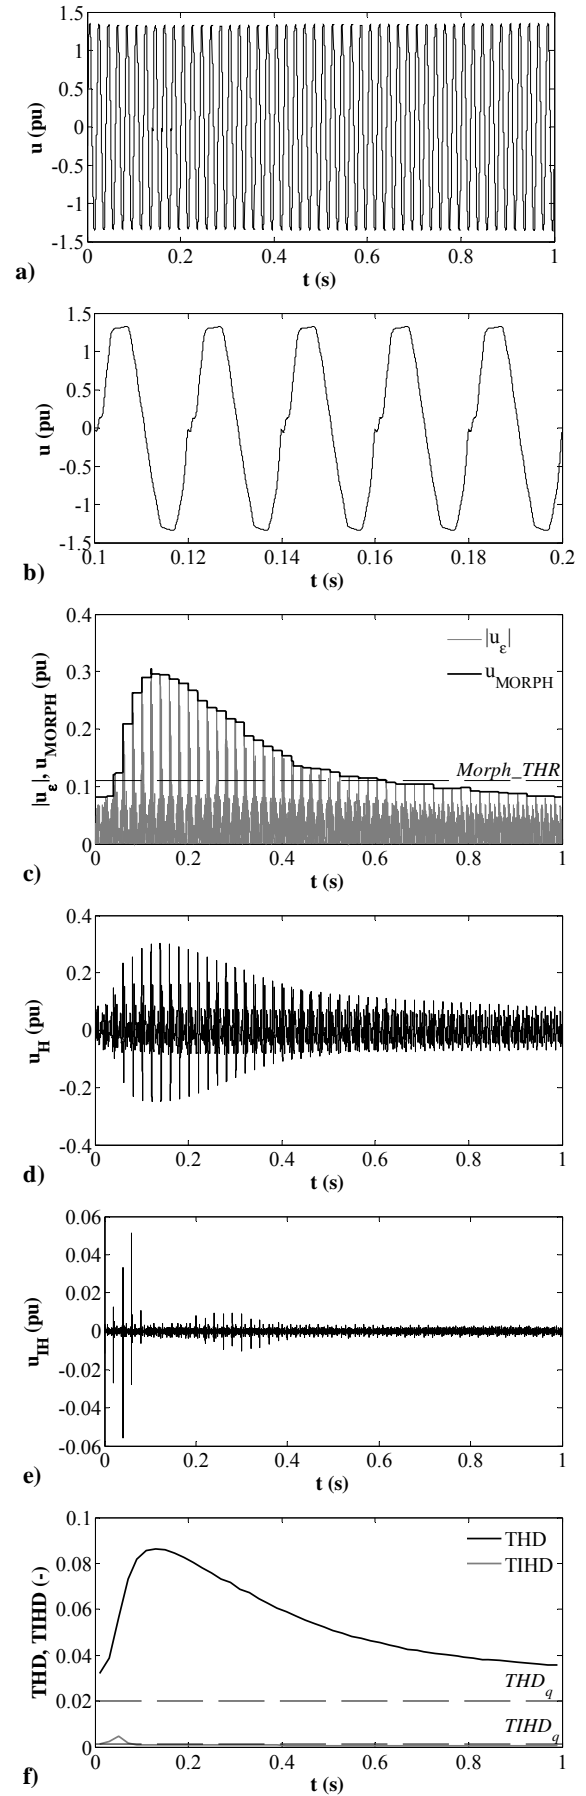 1.5
1
0.5
0
-0.5
-1
-1.5
u (pu)
0 0.2 0.4 0.6 0.8 1
a)
t (s)
1.5
1
0.5
0
-0.5
-1
-1.5
u (pu)
0.1 0.12 0.14 0.16 0.18 0.2
b)
t (s)
0.4
0.3
0.2
0.1
0
|uε|, uMORPH (pu)
|uε|
uMORPH
Morph_THR
0 0.2 0.4 0.6 0.8 1
c)
t (s)
0.4
0.2
0
-0.2
-0.4
uH (pu)
0 0.2 0.4 0.6 0.8 1
d)
t (s)
0.06
0.04
0.02
0
-0.02
-0.04
-0.06
uIH (pu)
0 0.2 0.4 0.6 0.8 1
e)
t (s)
0.1
0.08
0.06
0.04
0.02
0
THD, TIHD (-)
THD
TIHD
THDq
TIHDq
0 0.2 0.4 0.6 0.8 1
f)
t (s)